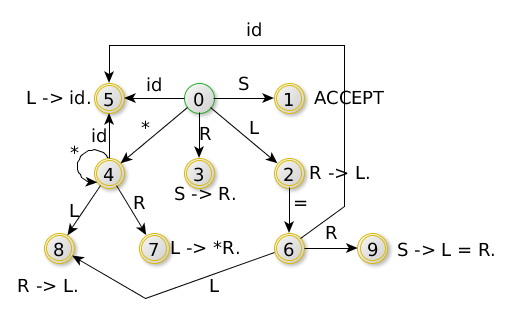 id
L -> id.
5
id
0
S
1
ACCEPT
*
R
L
id
*
4
3
2
R -> L.
S -> R.
L
R
=
8
7
L -> *R.
6
R
9
S -> L = R.
R -> L.
L